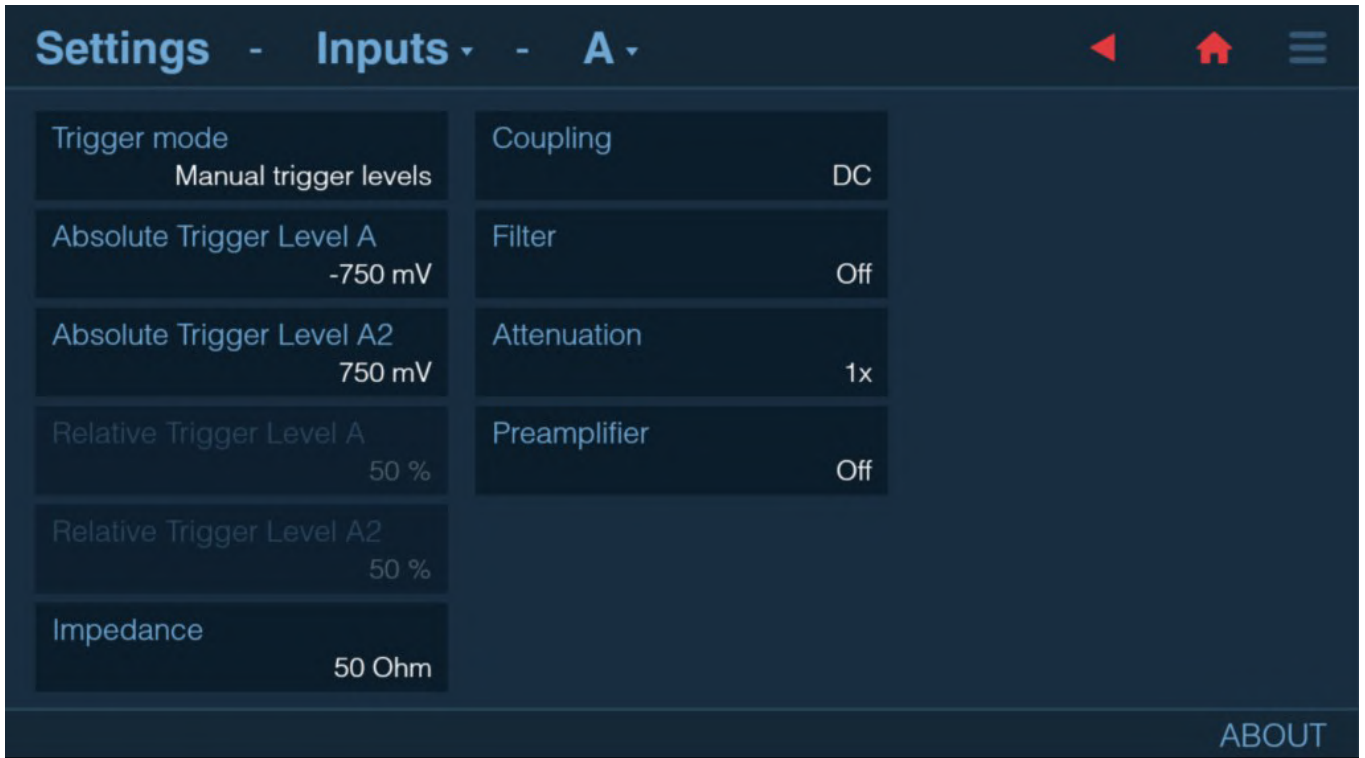 Settings - Inputs - A
Trigger mode
Manual trigger levels
Absolute Trigger Level A
-750 mV
Absolute Trigger Level A2
750 mV
Relative Trigger Level A
50 %
Relative Trigger Level A2
50 %
Impedance
50 Ohm
Coupling
DC
Filter
Off
Attenuation
1x
Preamplifier
Off
ABOUT